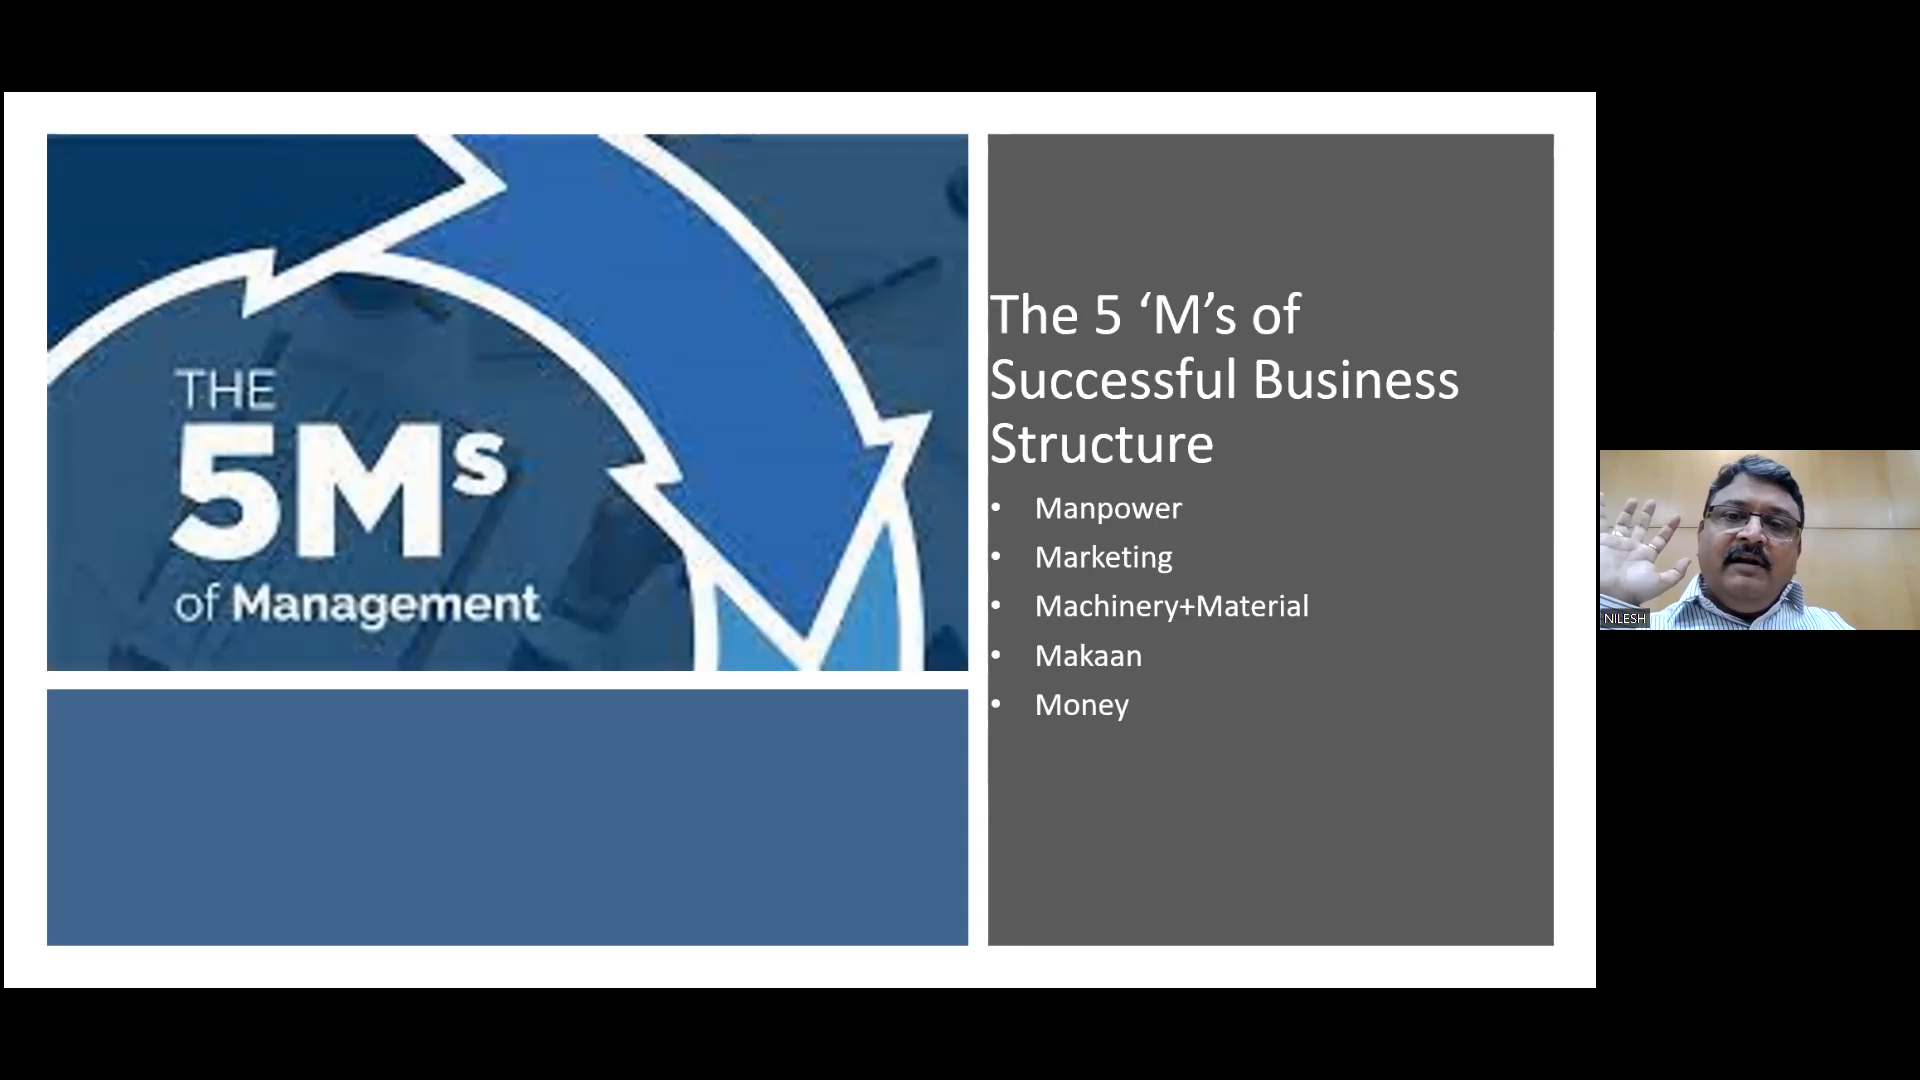 THE
5Ms
of Management
The 5 ‘M’s of
Successful Business
Structure
• Manpower
• Marketing
• Machinery+Material
• Makaan
• Money
NILESH